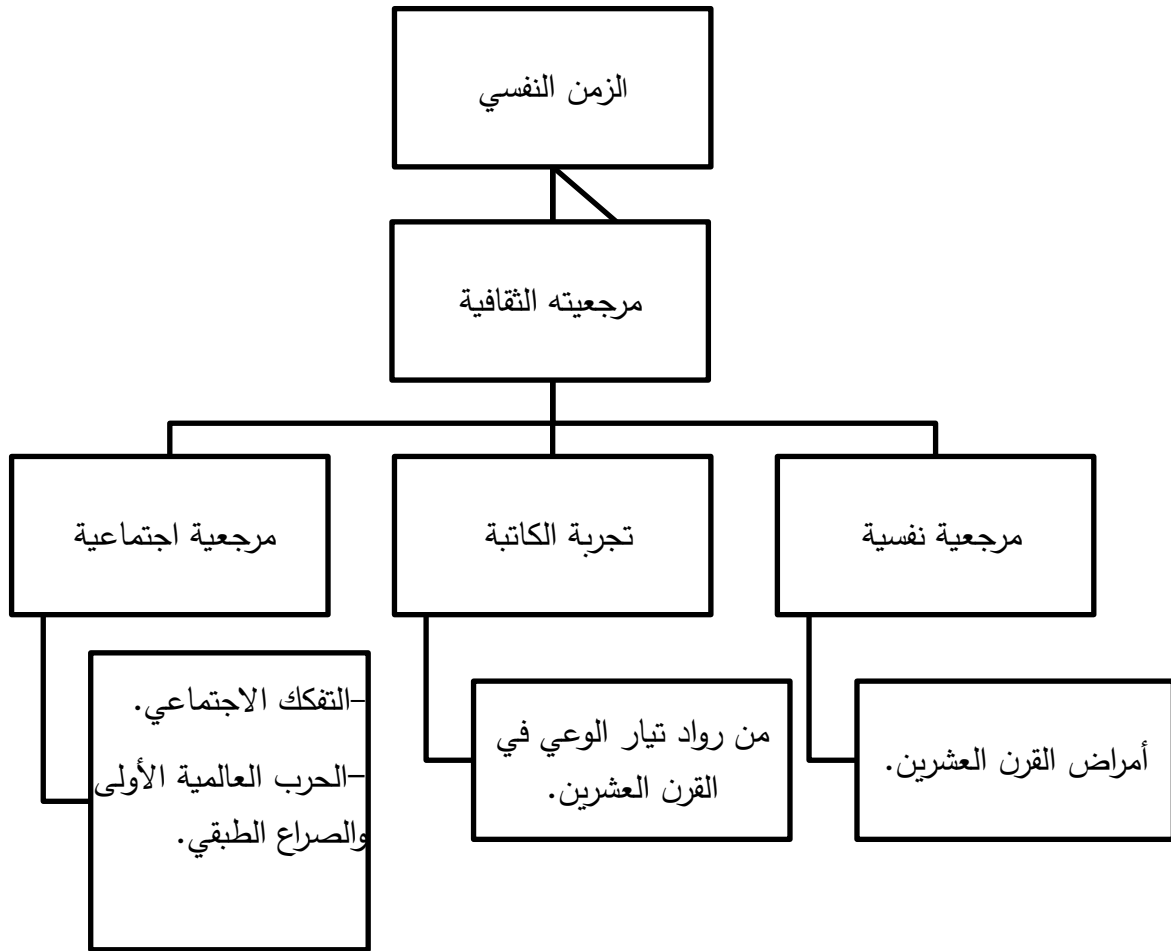 الزمن النفسي
مرجعيته الثقافية
مرجعية نفسية
تجربة الكاتبة
مرجعية اجتماعية
أمراض القرن العشرين.
من رواد تيار الوعي في
القرن العشرين.
-التفكك الاجتماعي.
-الحرب العالمية الأولى
والصراع الطبقي.